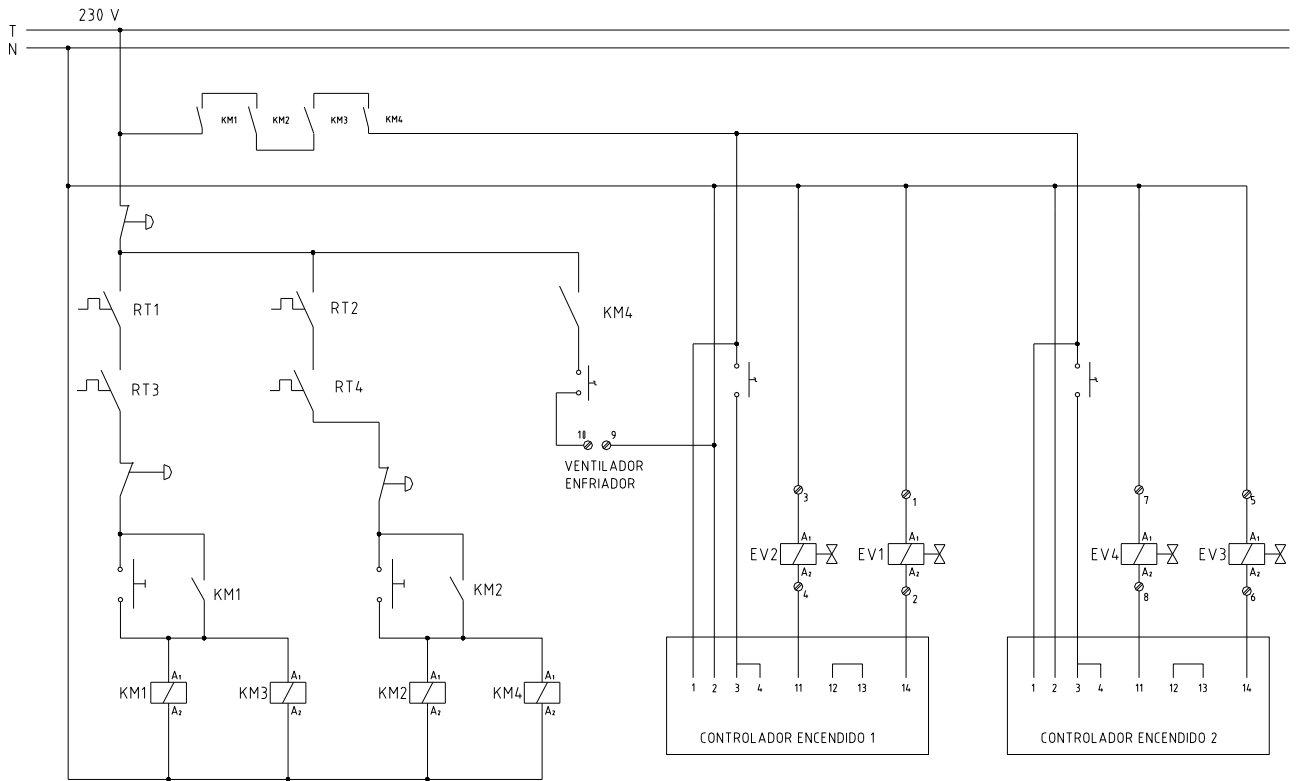 230 V
T
N
KM1 KM2 KM3 KM4
RT1 RT2 KM4
RT3 RT4
10 9
VENTILADOR
ENFRIADOR
3 1 7 5
A1 A1 A1 A1
EV2 EV1 EV4 EV3
A2 A2 A2 A2
4 2 8 6
KM1 KM2
A1 A1 A1 A1
KM1 KM3 KM2 KM4
A2 A2 A2 A2
1 2 3 4 11 12 13 14
1 2 3 4 11 12 13 14
CONTROLADOR ENCENDIDO 1
CONTROLADOR ENCENDIDO 2